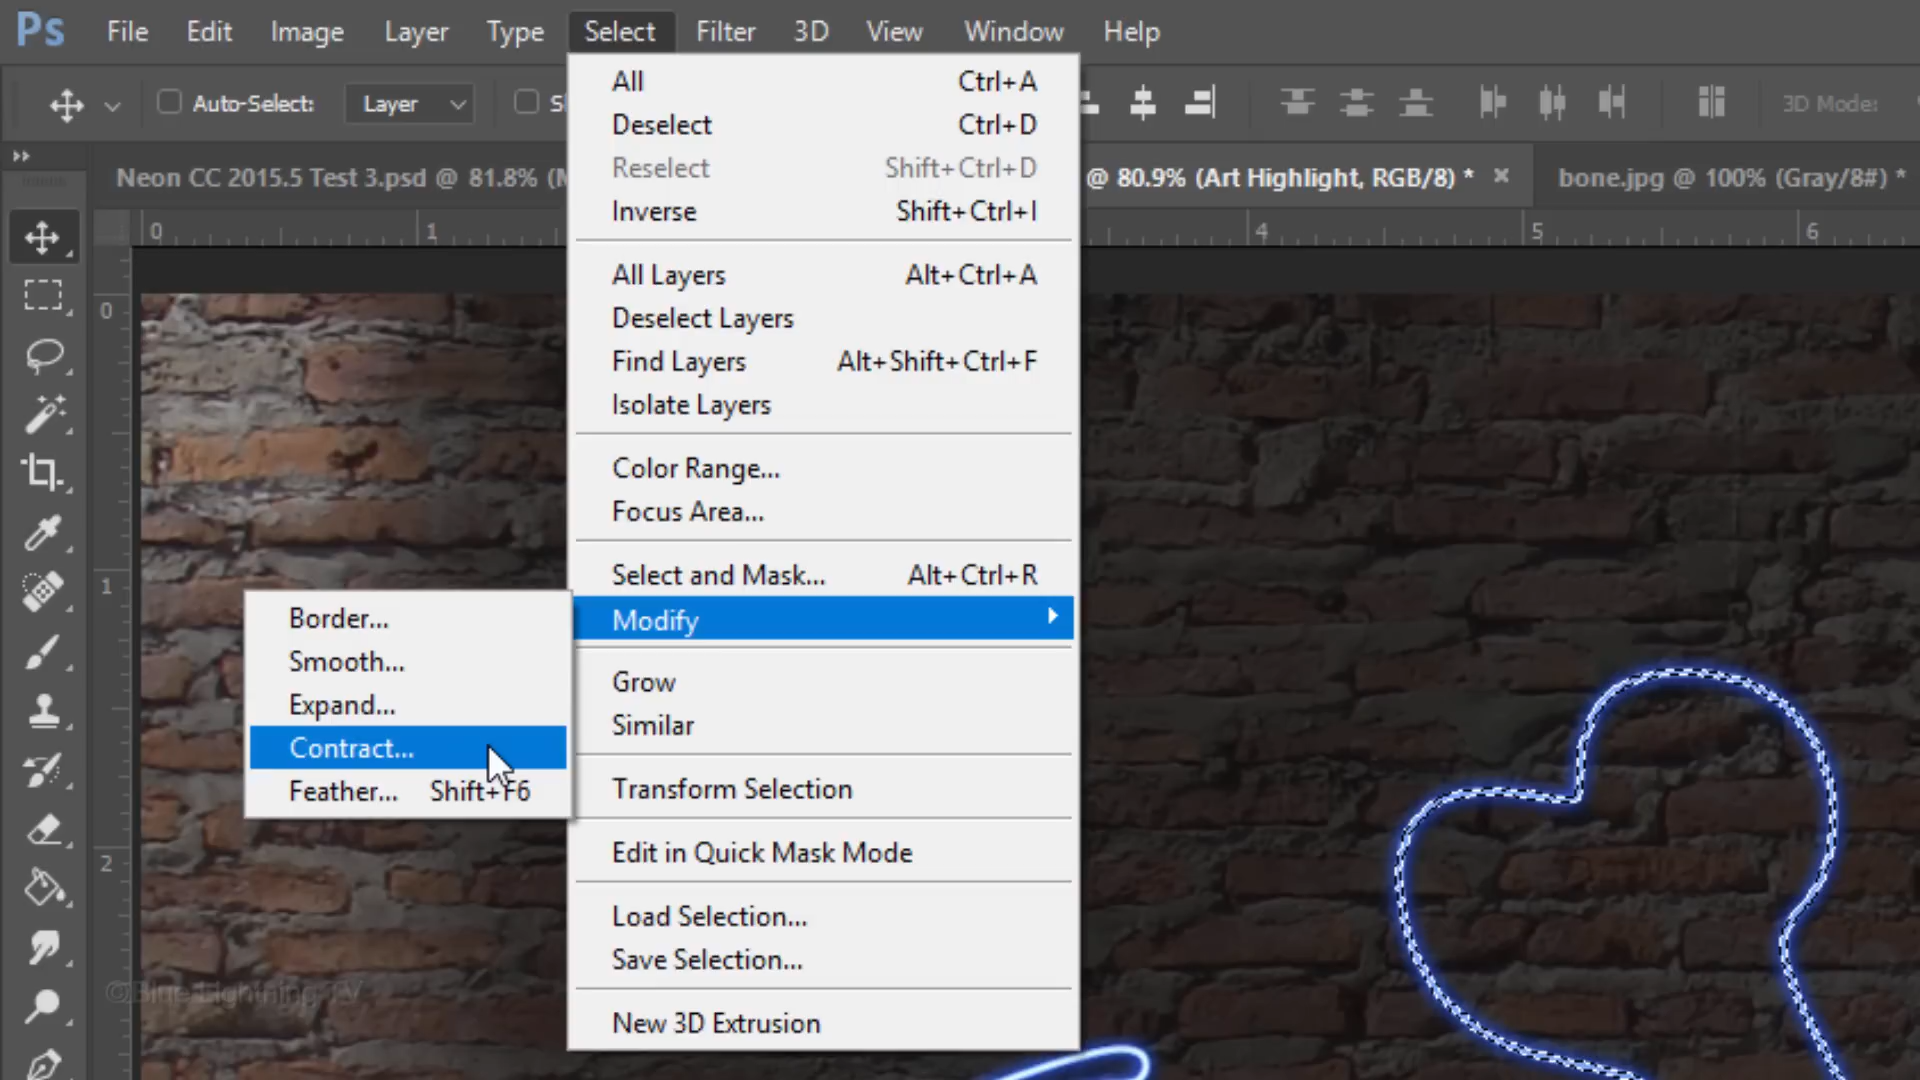 Ps File Edit Image Layer Type Select Filter 3D View Window Help
Auto-Select: Layer 3D Mode:
Neon CC 2015.5 Test 3.psd @ 81.8% @ 80.9% (Art Highlight, RGB/8) * × bone.jpg @ 100% (Gray/8#) *
0 1 4 5 6
0
1
2
All Ctrl+A
Deselect Ctrl+D
Reselect Shift+Ctrl+D
Inverse Shift+Ctrl+I
All Layers Alt+Ctrl+A
Deselect Layers
Find Layers Alt+Shift+Ctrl+F
Isolate Layers
Color Range...
Focus Area...
Select and Mask... Alt+Ctrl+R
Modify
Border...
Smooth...
Expand...
Contract...
Feather... Shift+F6
Grow
Similar
Transform Selection
Edit in Quick Mask Mode
Load Selection...
Save Selection...
New 3D Extrusion
©Blue Lightning TV